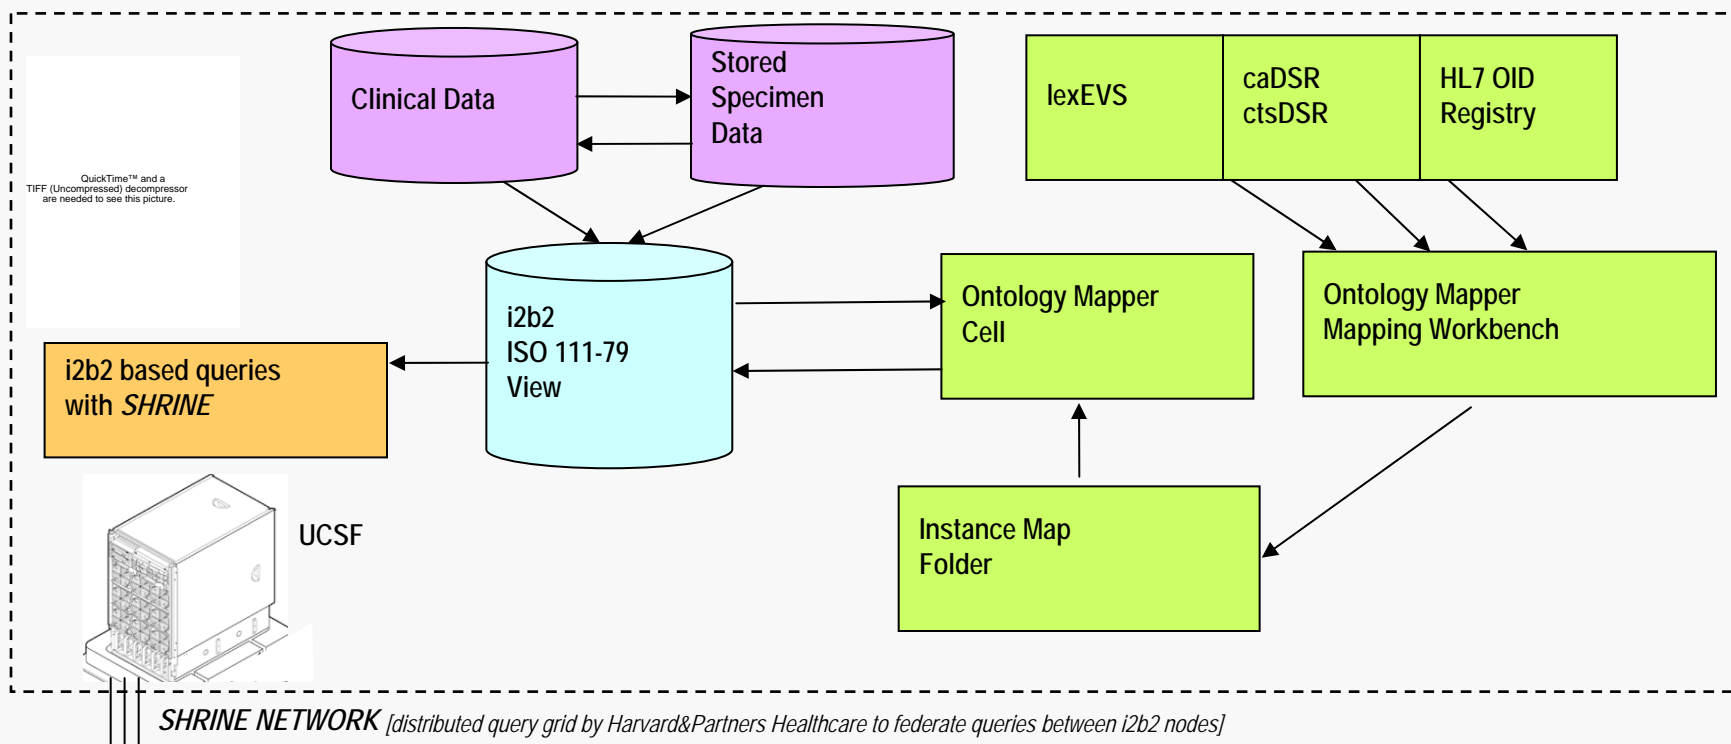 Clinical Data
Stored
Specimen
Data
lexEVS
caDSR
ctsDSR
HL7 OID
Registry
QuickTime™ and a
TIFF (Uncompressed) decompressor
are needed to see this picture.
i2b2
ISO 111-79
View
Ontology Mapper
Cell
Ontology Mapper
Mapping Workbench
i2b2 based queries
with SHRINE
UCSF
Instance Map
Folder
SHRINE NETWORK [distributed query grid by Harvard&Partners Healthcare to federate queries between i2b2 nodes]